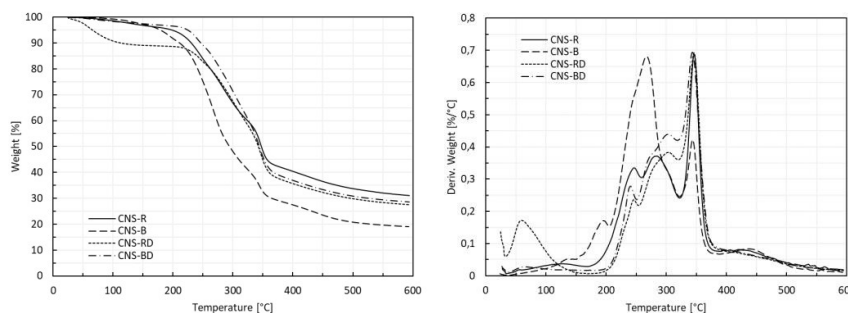 100
90
80
70
60
50
40
30
20
10
0
Weight [%]
CNS-R
CNS-B
CNS-RD
CNS-BD
0 100 200 300 400 500 600
Temperature [°C]
0,8
0,7
0,6
0,5
0,4
0,3
0,2
0,1
0
Deriv. Weight [%/°C]
CNS-R
CNS-B
CNS-RD
CNS-BD
0 100 200 300 400 500 600
Temperature [°C]